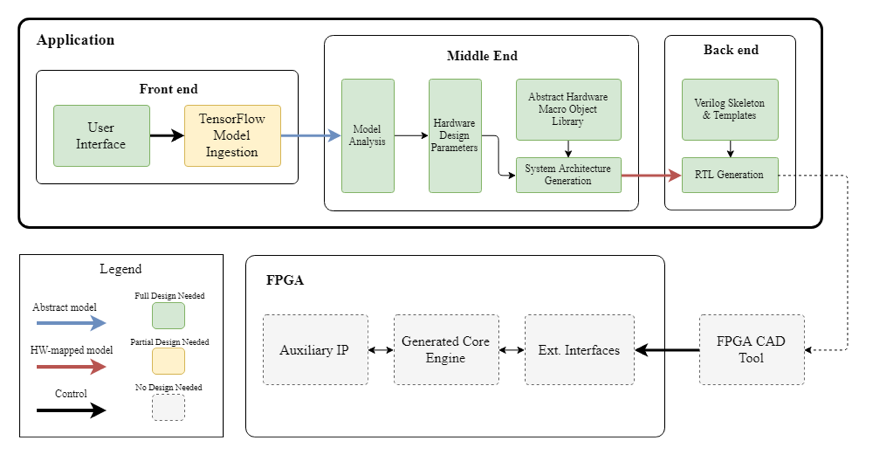 Application
Front end
User
Interface
TensorFlow
Model
Ingestion
Middle End
Model
Analysis
Hardware
Design
Parameters
Abstract Hardware
Macro Object
Library
System Architecture
Generation
Back end
Verilog Skeleton
& Templates
RTL Generation
Legend
Abstract model
HW-mapped model
Control
Full Design Needed
Partial Design Needed
No Design Needed
FPGA
Auxiliary IP
Generated Core
Engine
Ext. Interfaces
FPGA CAD
Tool